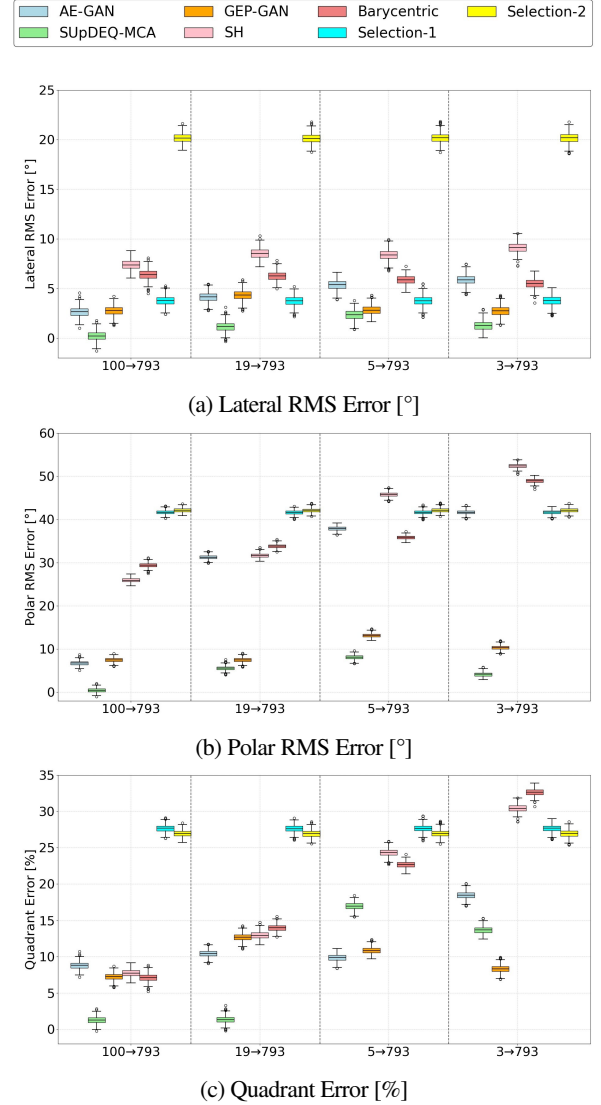 AE-GAN GEP-GAN Barycentric Selection-2
SUpDEQ-MCA SH Selection-1
25
20
15
10
5
0
Lateral RMS Error [°]
100→793 19→793 5→793 3→793
(a) Lateral RMS Error [°]
60
50
40
30
20
10
0
Polar RMS Error [°]
100→793 19→793 5→793 3→793
(b) Polar RMS Error [°]
35
30
25
20
15
10
5
0
Quadrant Error [%]
100→793 19→793 5→793 3→793
(c) Quadrant Error [%]